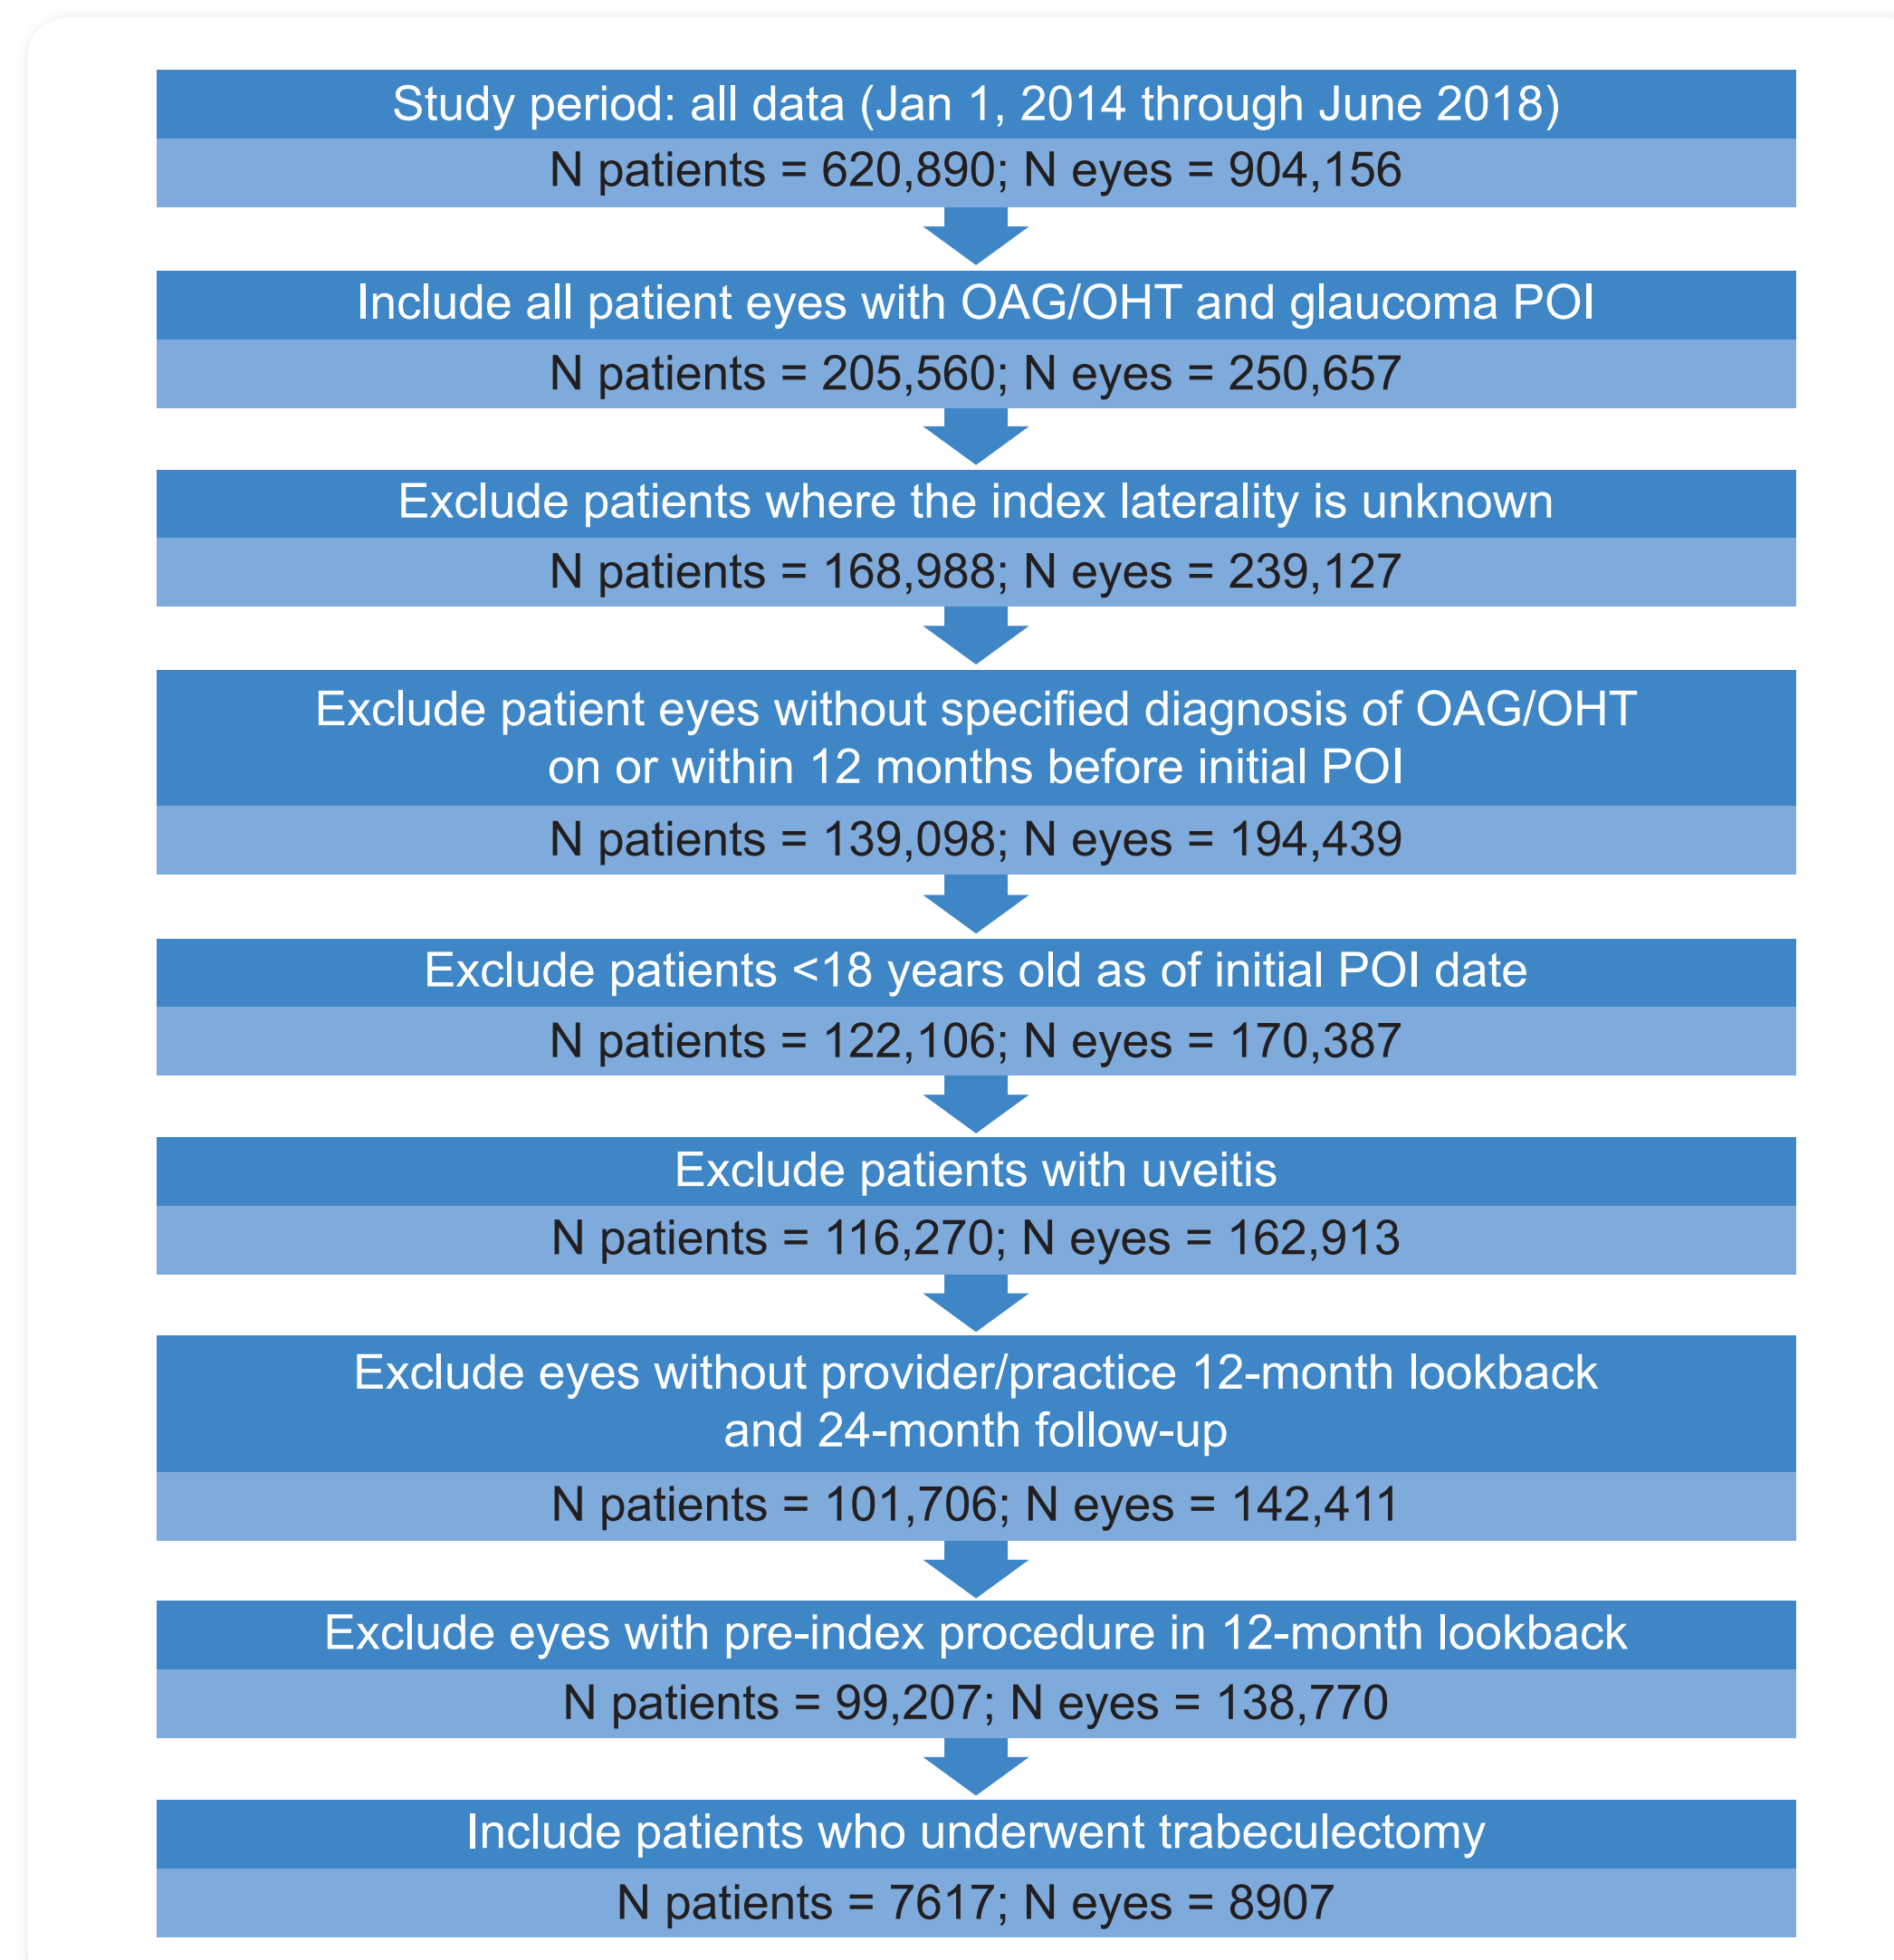 Study period: all data (Jan 1, 2014 through June 2018)
N patients = 620,890; N eyes = 904,156
Include all patient eyes with OAG/OHT and glaucoma POI
N patients = 205,560; N eyes = 250,657
Exclude patients where the index laterality is unknown
N patients = 168,988; N eyes = 239,127
Exclude patient eyes without specified diagnosis of OAG/OHT
on or within 12 months before initial POI
N patients = 139,098; N eyes = 194,439
Exclude patients <18 years old as of initial POI date
N patients = 122,106; N eyes = 170,387
Exclude patients with uveitis
N patients = 116,270; N eyes = 162,913
Exclude eyes without provider/practice 12-month lookback
and 24-month follow-up
N patients = 101,706; N eyes = 142,411
Exclude eyes with pre-index procedure in 12-month lookback
N patients = 99,207; N eyes = 138,770
Include patients who underwent trabeculectomy
N patients = 7617; N eyes = 8907